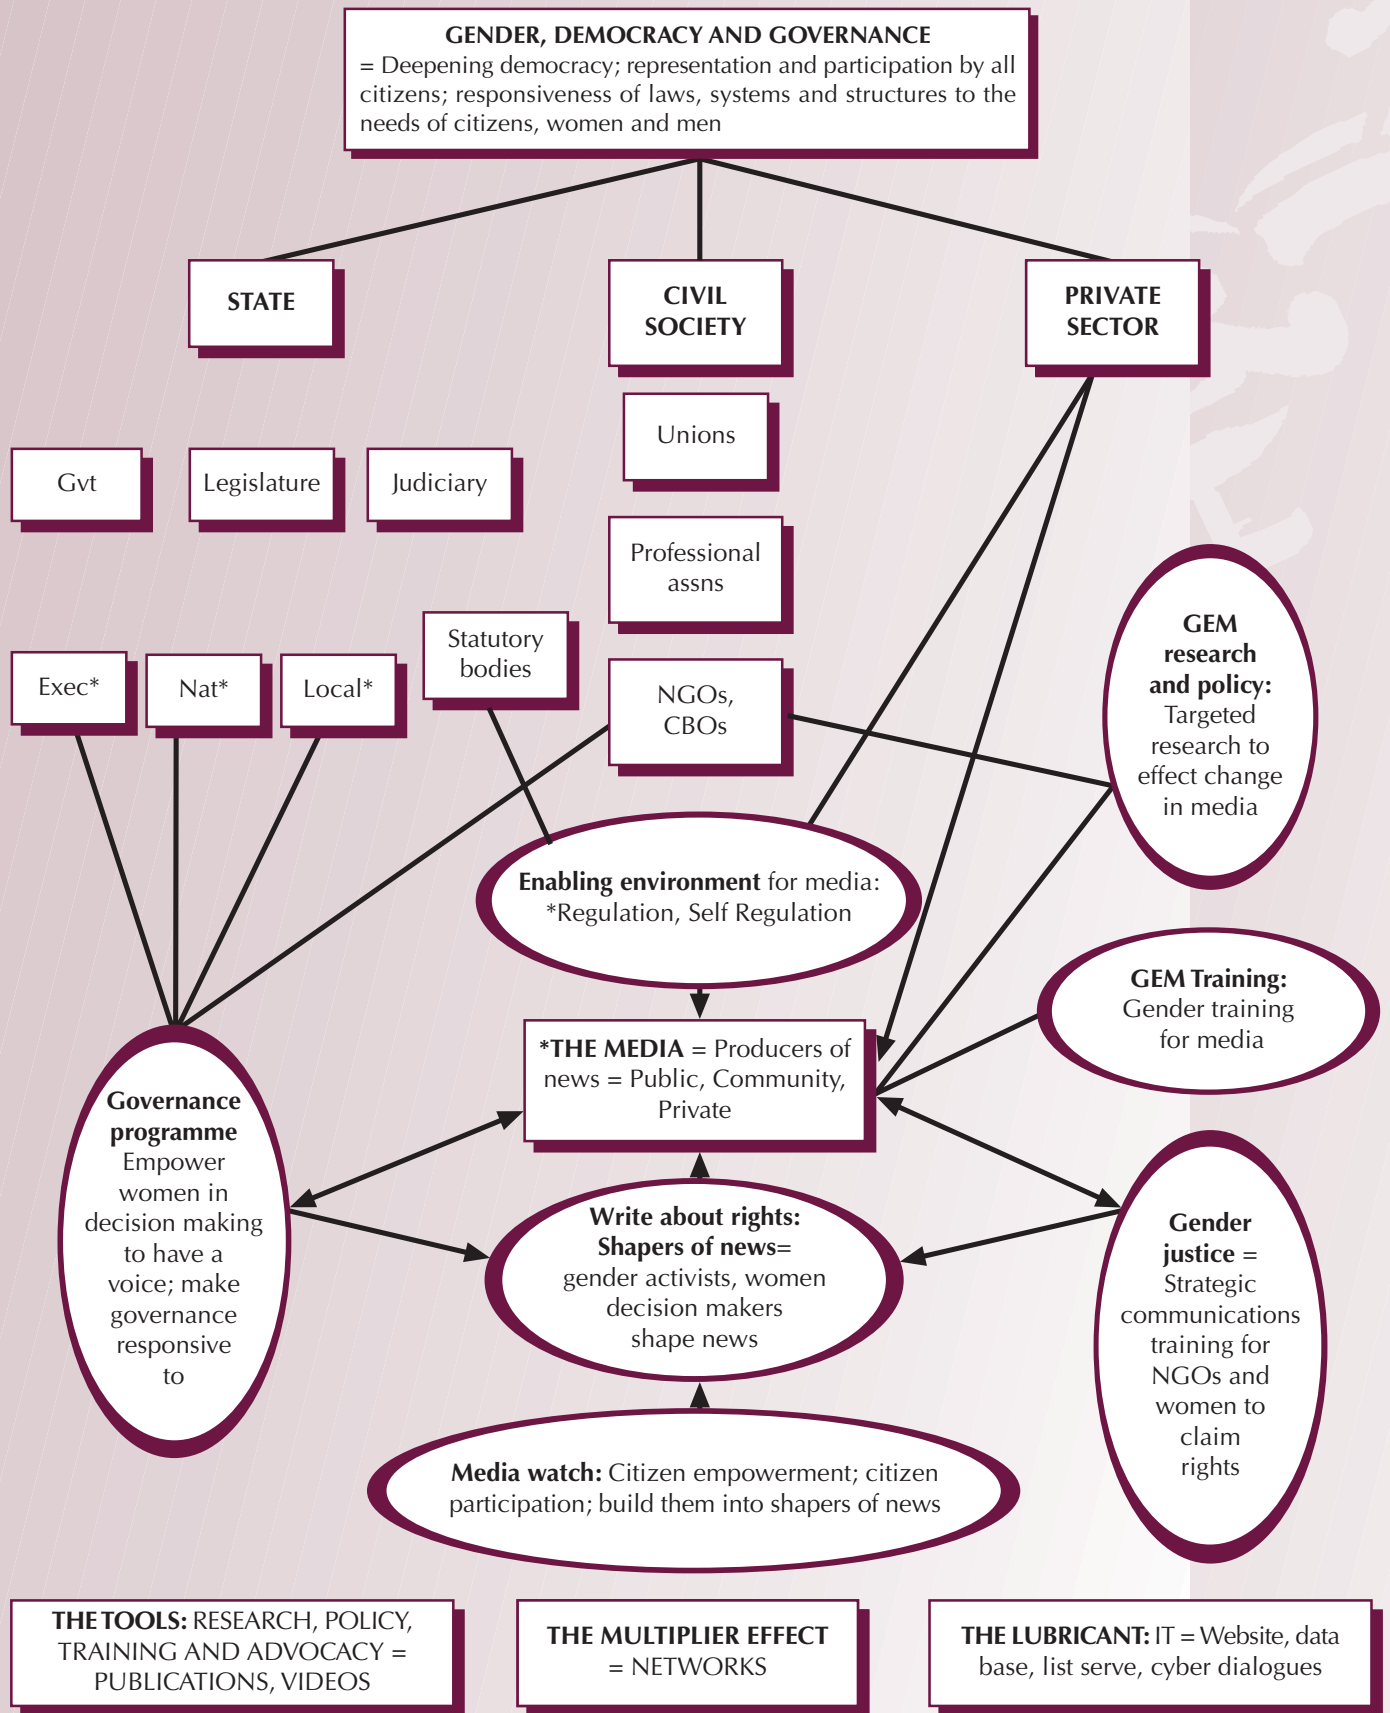 GENDER, DEMOCRACY AND GOVERNANCE
= Deepening democracy; representation and participation by all
citizens; responsiveness of laws, systems and structures to the
needs of citizens, women and men
STATE
CIVIL
SOCIETY
PRIVATE
SECTOR
Unions
Gvt
Legislature
Judiciary
Professional
assns
Statutory
bodies
Exec*
Nat*
Local*
NGOs,
CBOs
GEM
research
and policy:
Targeted
research to
effect change
in media
Enabling environment for media:
*Regulation, Self Regulation
GEM Training:
Gender training
for media
*THE MEDIA = Producers of
news = Public, Community,
Private
Governance
programme
Empower
women in
decision making
to have a
voice; make
governance
responsive
to
Write about rights:
Shapers of news=
gender activists, women
decision makers
shape news
Gender
justice =
Strategic
communications
training for
NGOs and
women to
claim
rights
Media watch: Citizen empowerment; citizen
participation; build them into shapers of news
THE TOOLS: RESEARCH, POLICY,
TRAINING AND ADVOCACY =
PUBLICATIONS, VIDEOS
THE MULTIPLIER EFFECT
= NETWORKS
THE LUBRICANT: IT = Website, data
base, list serve, cyber dialogues